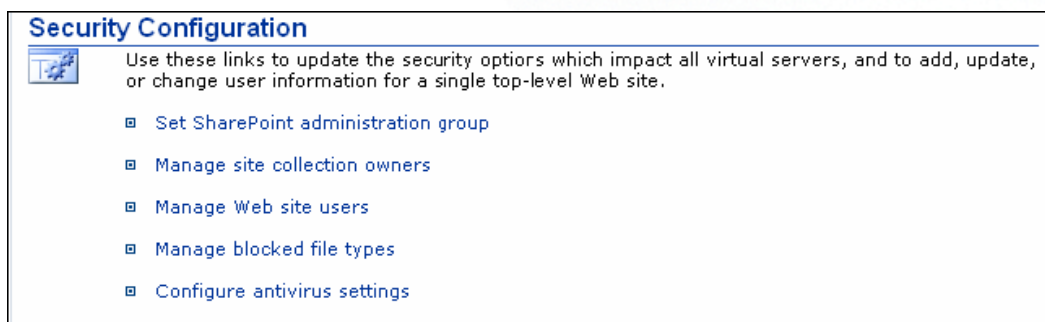 Security Configuration
Use these links to update the security options which impact all virtual servers, and to add, update,
or change user information for a single top-level Web site.
Set SharePoint administration group
Manage site collection owners
Manage Web site users
Manage blocked file types
Configure antivirus settings